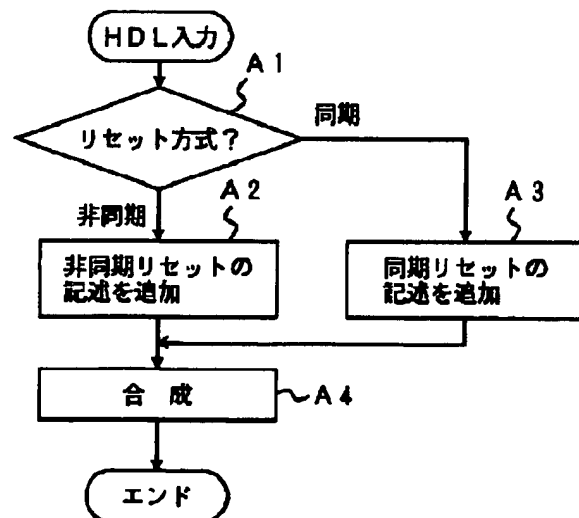 HDL入力
A1
リセット方式?
同期
非同期
A2
A3
非同期リセットの
記述を追加
同期リセットの
記述を追加
合 成
A4
エンド